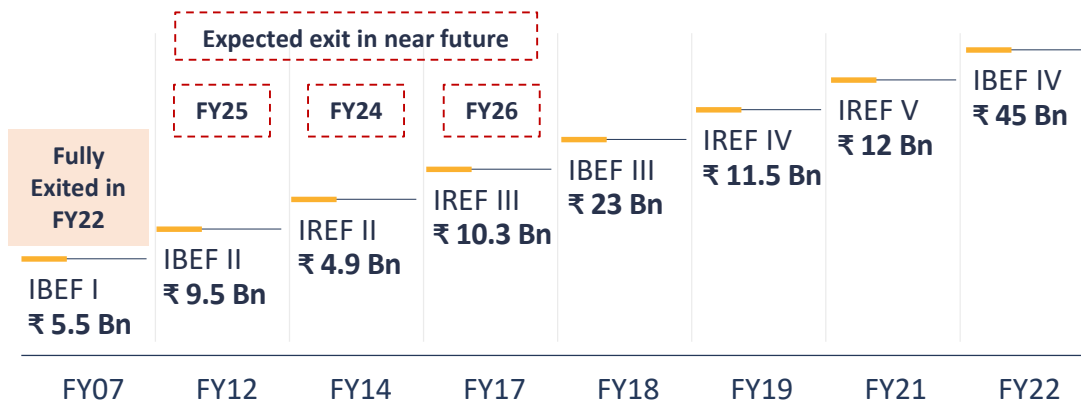 Expected exit in near future
FY25
FY24
FY26
Fully
Exited in
FY22
IBEF I
₹ 5.5 Bn
IBEF II
₹ 9.5 Bn
IREF II
₹ 4.9 Bn
IREF III
₹ 10.3 Bn
IBEF III
₹ 23 Bn
IREF IV
₹ 11.5 Bn
IREF V
₹ 12 Bn
IBEF IV
₹ 45 Bn
FY07
FY12
FY14
FY17
FY18
FY19
FY21
FY22